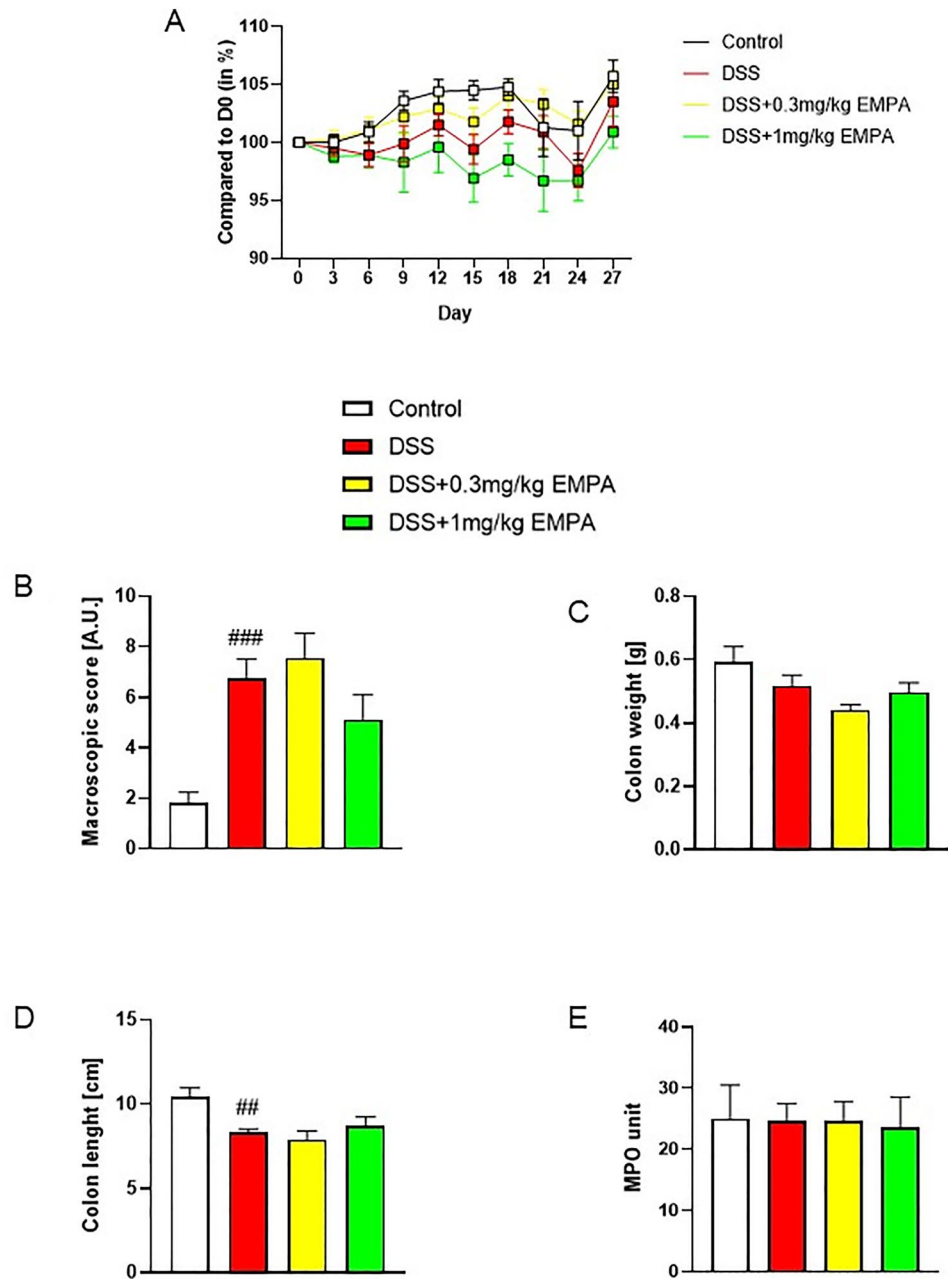 A
Compared to D0 (in %)
110
105
100
95
90
0 3 6 9 12 15 18 21 24 27
Day
Control
DSS
DSS+0.3mg/kg EMPA
DSS+1mg/kg EMPA
Control
DSS
DSS+0.3mg/kg EMPA
DSS+1mg/kg EMPA
B
Macroscopic score [A.U.]
10
8
6
4
2
0
###
C
Colon weight [g]
0.8
0.6
0.4
0.2
0.0
D
Colon lenght [cm]
15
10
5
0
##
E
MPO unit
40
30
20
10
0